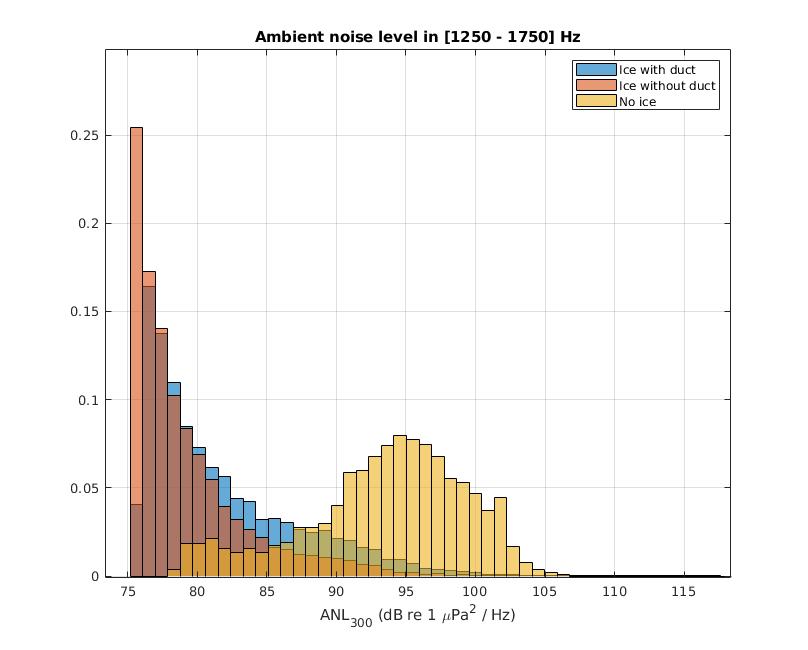 Ambient noise level in [1250 - 1750] Hz
Ice with duct
Ice without duct
No ice
0.25
0.2
0.15
0.1
0.05
0
75 80 85 90 95 100 105 110 115
ANL₃₀₀ (dB re 1 μPa² / Hz)